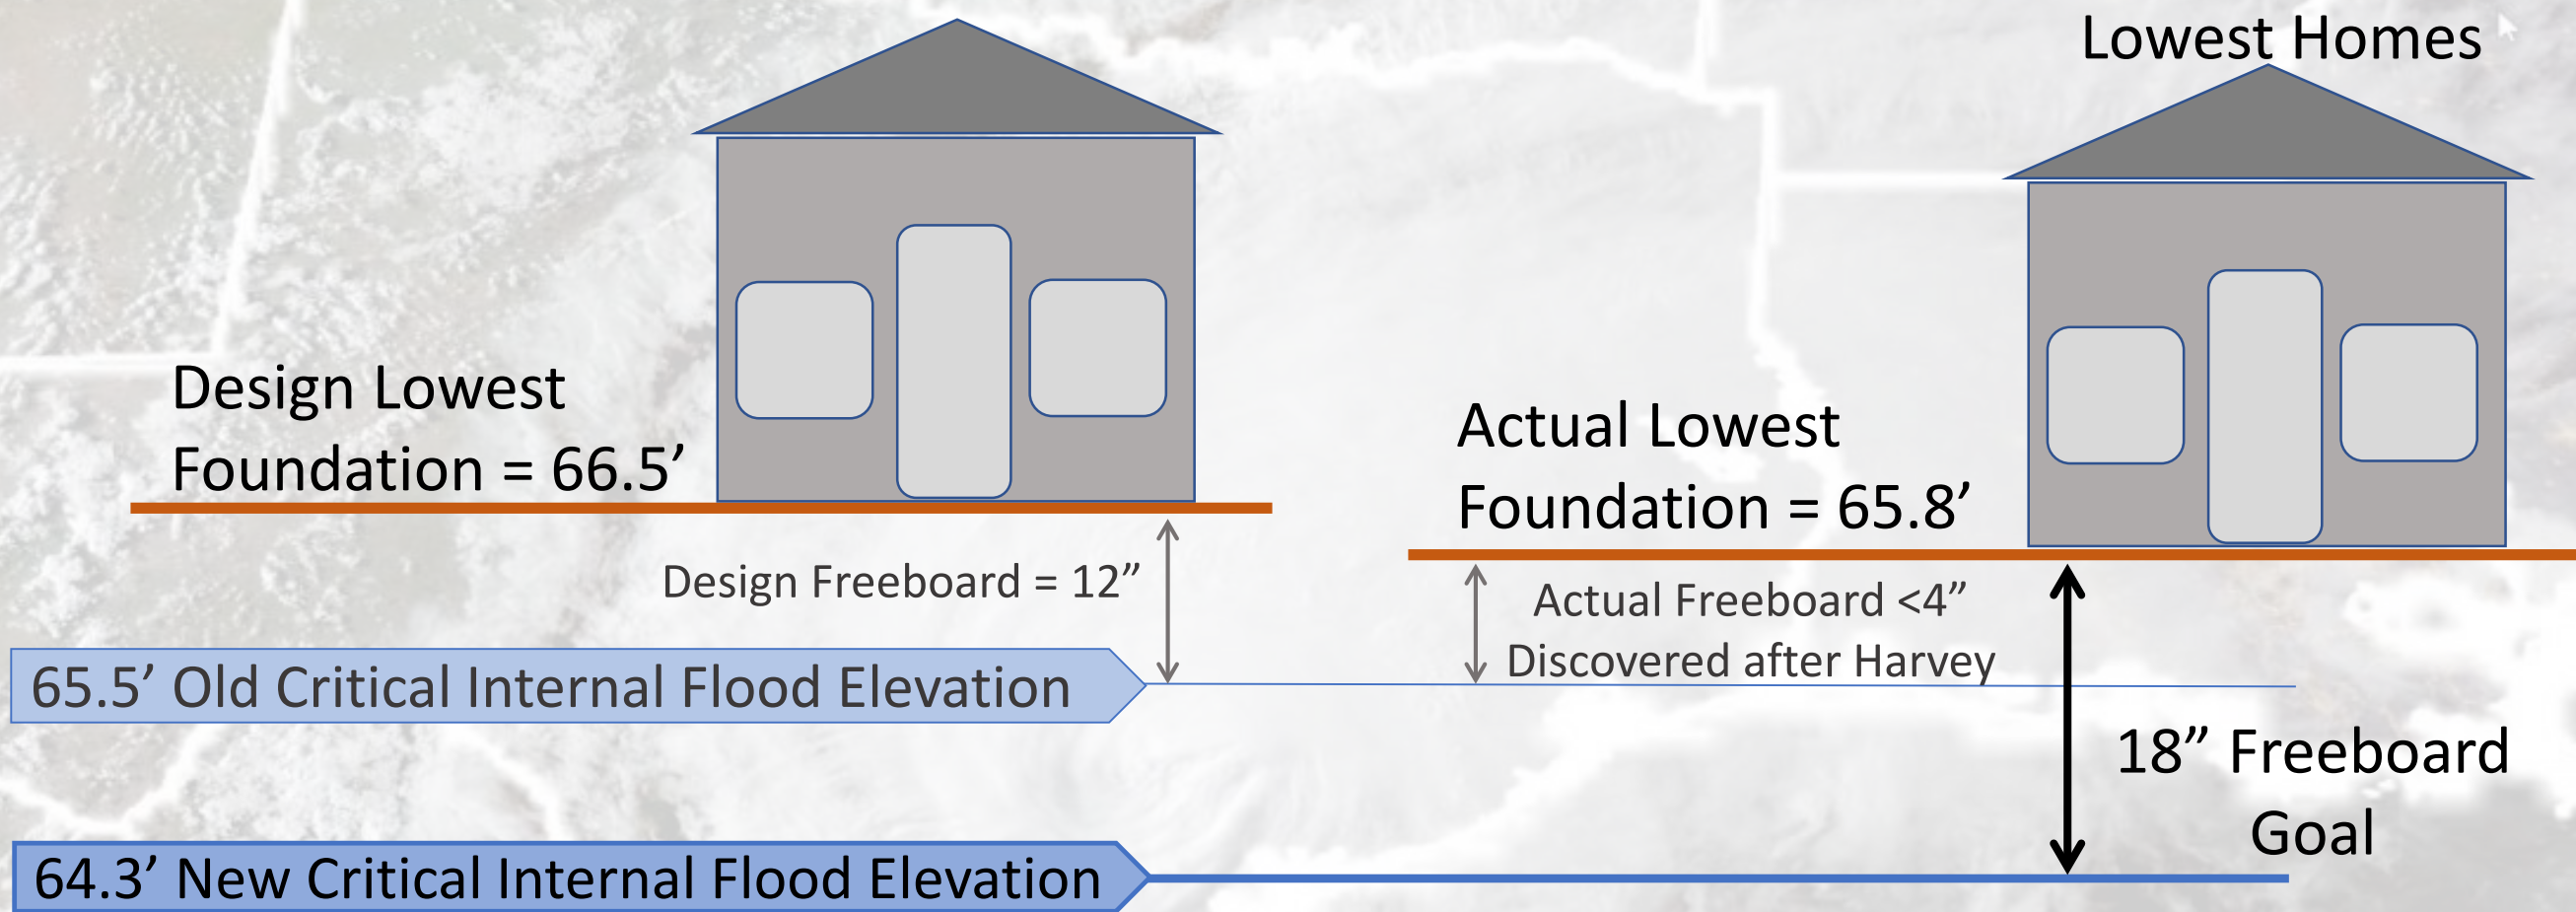 Lowest Homes
Design Lowest
Foundation = 66.5’
Actual Lowest
Foundation = 65.8’
Design Freeboard = 12”
Actual Freeboard <4”
Discovered after Harvey
65.5’ Old Critical Internal Flood Elevation
18” Freeboard
Goal
64.3’ New Critical Internal Flood Elevation